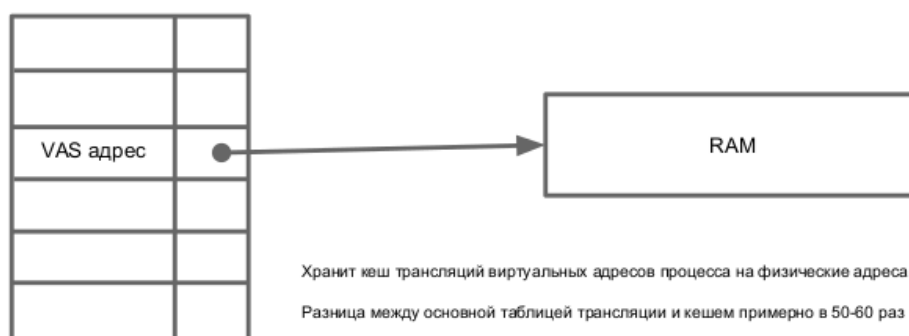 VAS адрес
RAM
Хранит кеш трансляций виртуальных адресов процесса на физические адреса
Разница между основной таблицей трансляции и кешем примерно в 50-60 раз